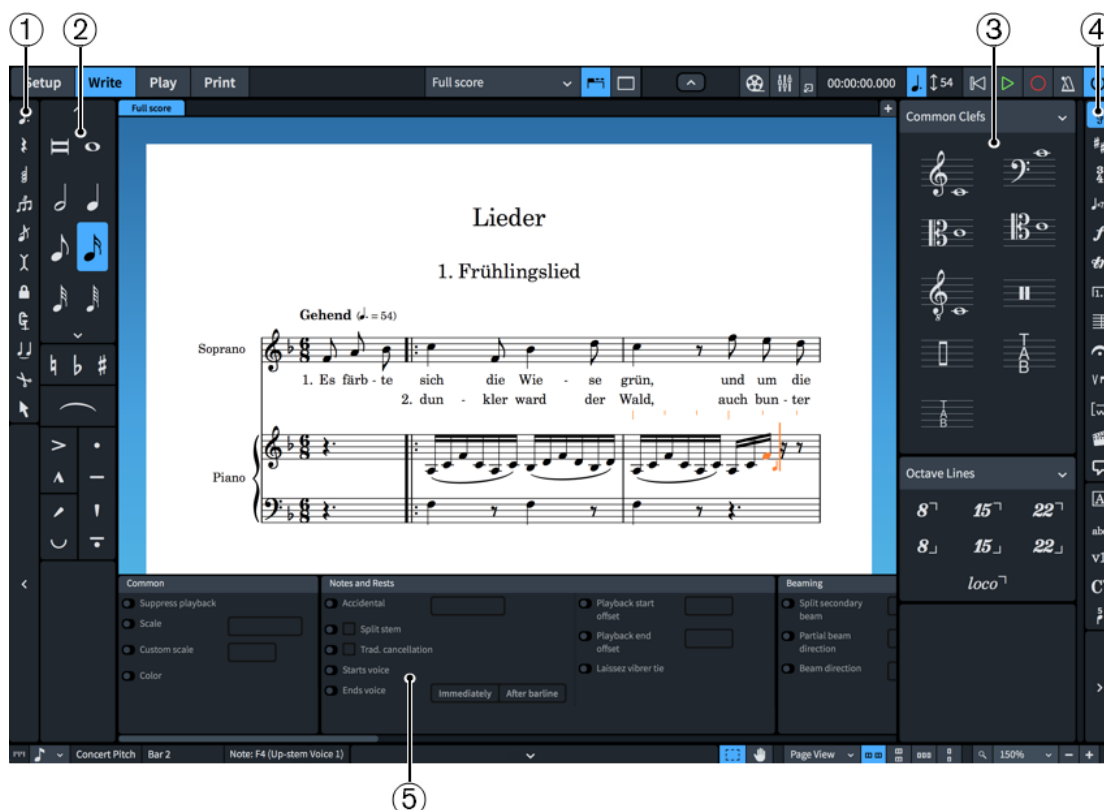 ① ② ③ ④
Setup Write Play Print Full score 00:00:00.000 54
Full score
Common Clefs
Lieder
1. Frühlingslied
Gehend (♩. = 54)
Soprano
1. Es färb - te sich die Wie - se grün, und um die
2. dun - kler ward der Wald, auch bun - ter
Piano
T
A
B
T
A
B
Octave Lines
8 15 22
8 15 22
loco
Common
Suppress playback
Scale
Custom scale
Color
Notes and Rests
Accidental
Split stem
Trad. cancellation
Starts voice
Ends voice
Immediately After barline
Playback start
offset
Playback end
offset
Laissez vibrer tie
Beaming
Split secondary
beam
Partial beam
direction
Beam direction
Concert Pitch Bar 2 Note: F4 (Up-stem Voice 1) Page View 150%
⑤